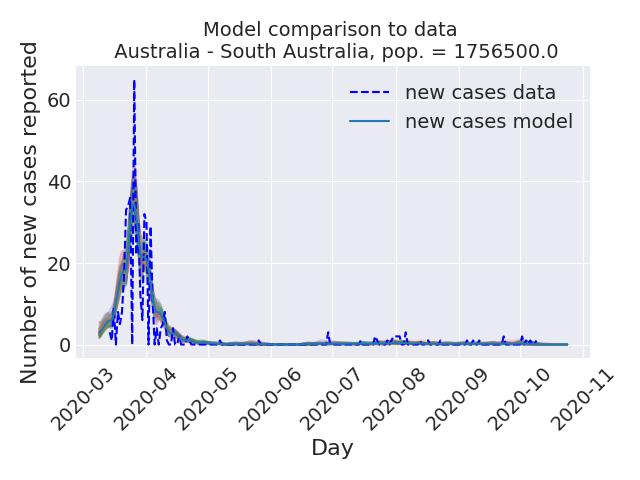 Model comparison to data
Australia - South Australia, pop. = 1756500.0
Number of new cases reported
60
40
20
0
new cases data
new cases model
2020-03
2020-04
2020-05
2020-06
2020-07
2020-08
2020-09
2020-10
2020-11
Day